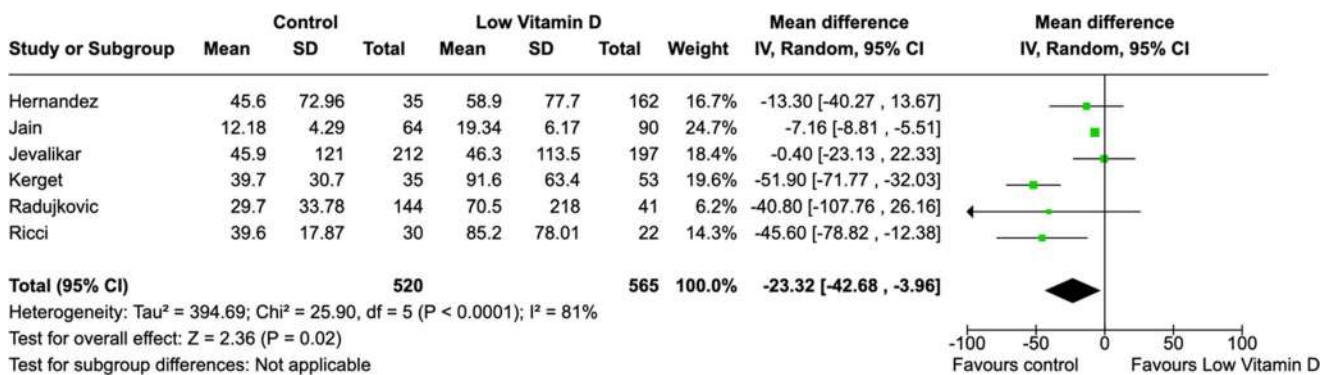 Control Low Vitamin D Mean difference Mean difference
Study or Subgroup Mean SD Total Mean SD Total Weight IV, Random, 95% CI IV, Random, 95% CI
Hernandez 45.6 72.96 35 58.9 77.7 162 16.7% -13.30 [-40.27 , 13.67]
Jain 12.18 4.29 64 19.34 6.17 90 24.7% -7.16 [-8.81 , -5.51]
Jevalikar 45.9 121 212 46.3 113.5 197 18.4% -0.40 [-23.13 , 22.33]
Kerget 39.7 30.7 35 91.6 63.4 53 19.6% -51.90 [-71.77 , -32.03]
Radujkovic 29.7 33.78 144 70.5 218 41 6.2% -40.80 [-107.76 , 26.16]
Ricci 39.6 17.87 30 85.2 78.01 22 14.3% -45.60 [-78.82 , -12.38]
Total (95% CI) 520 565 100.0% -23.32 [-42.68 , -3.96]
Heterogeneity: Tau² = 394.69; Chi² = 25.90, df = 5 (P < 0.0001); I² = 81%
Test for overall effect: Z = 2.36 (P = 0.02)
Test for subgroup differences: Not applicable
-100 -50 0 50 100
Favours control Favours Low Vitamin D